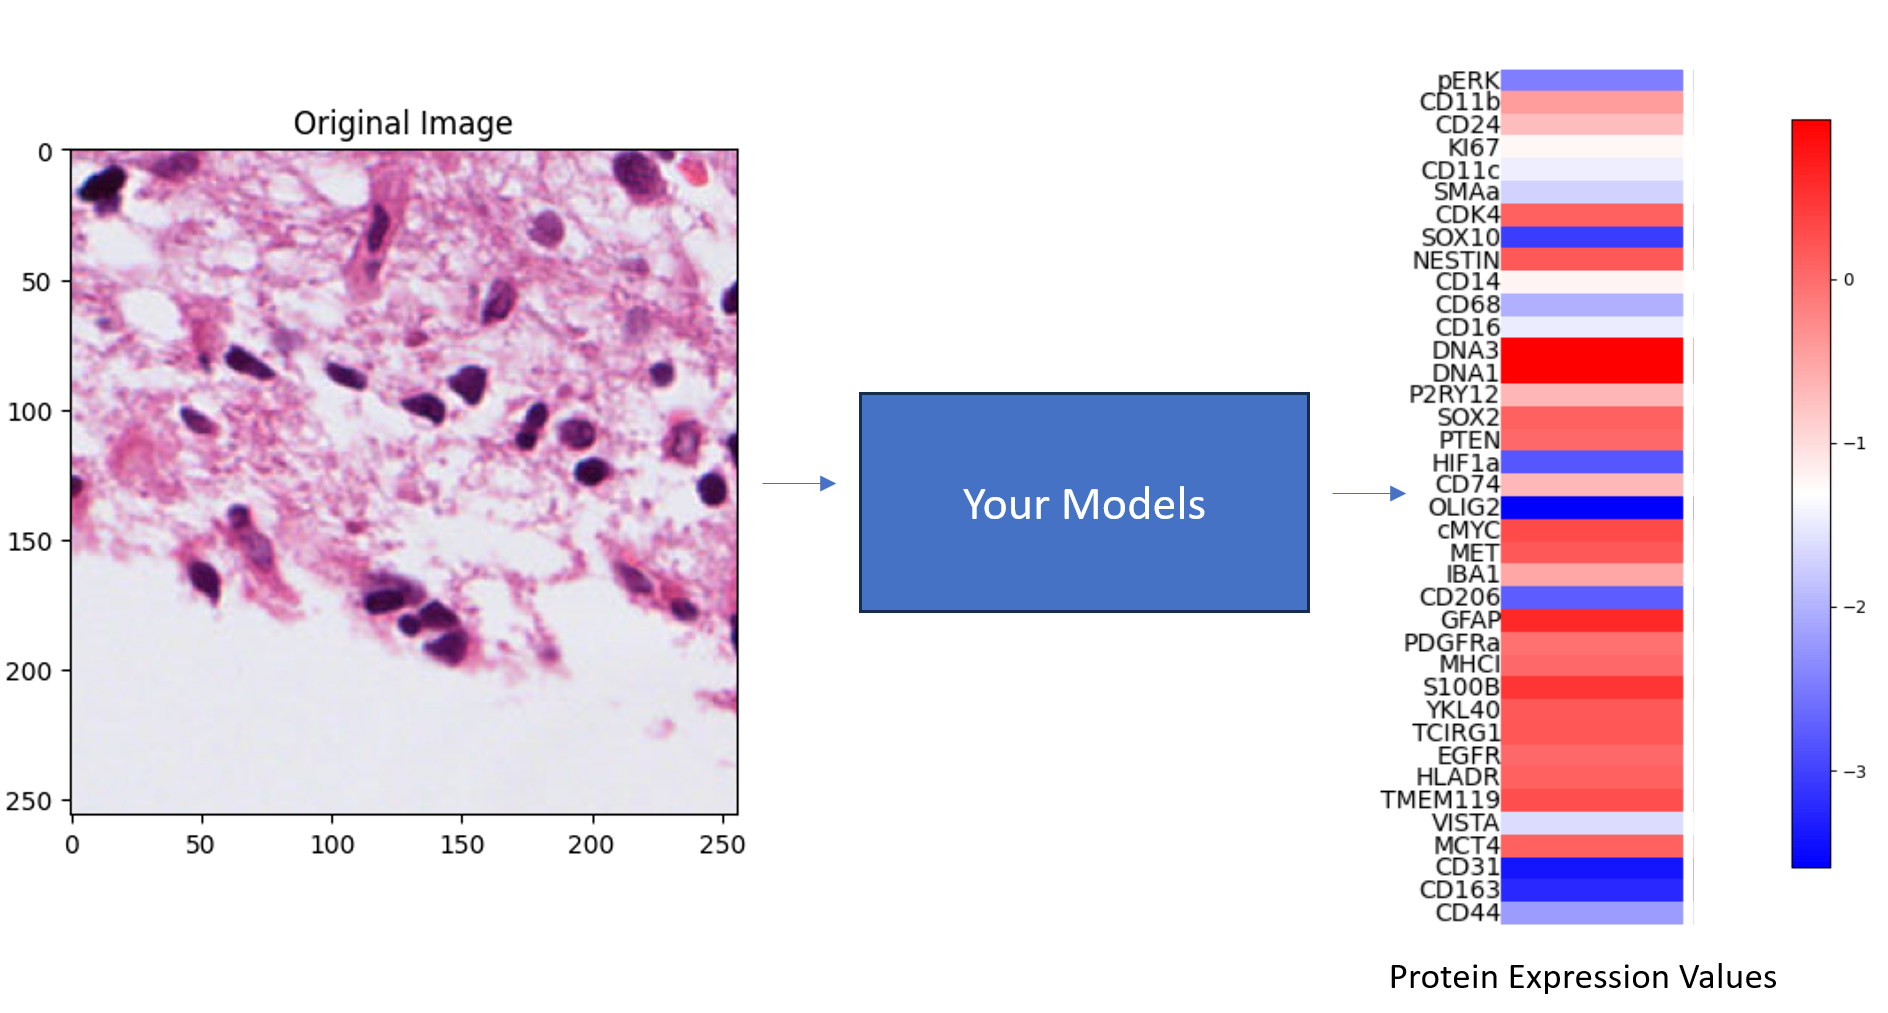 Original Image
0
50
100
150
200
250
0
50
100
150
200
250
Your Models
pERK
CD11b
CD24
KI67
CD11c
SMAa
CDK4
SOX10
NESTIN
CD14
CD68
CD16
DNA3
DNA1
P2RY12
SOX2
PTEN
HIF1a
CD74
OLIG2
cMYC
MET
IBA1
CD206
GFAP
PDGFRa
MHCI
S100B
YKL40
TCIRG1
EGFR
HLADR
TMEM119
VISTA
MCT4
CD31
CD163
CD44
0
−1
−2
−3
Protein Expression Values